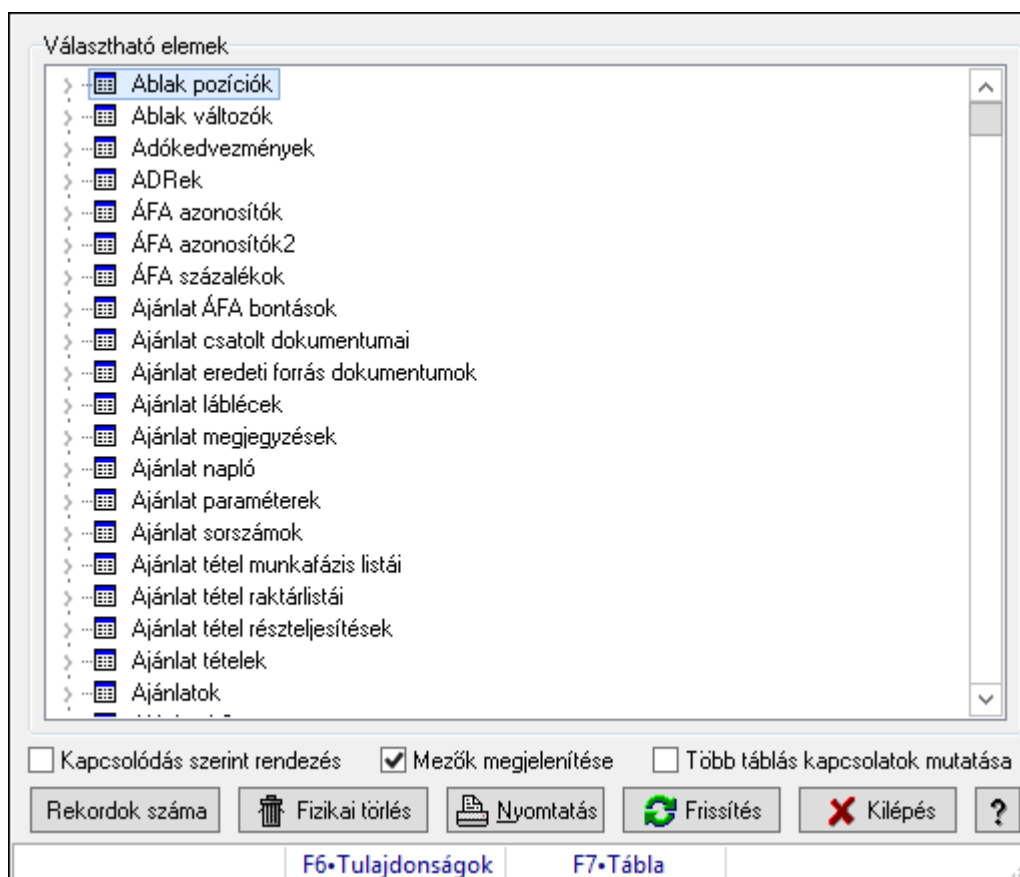 Választható elemek
Ablak pozíciók
Ablak változók
Adókedvezmények
ADRek
ÁFA azonosítók
ÁFA azonosítók2
ÁFA százalékok
Ajánlat ÁFA bontások
Ajánlat csatolt dokumentumai
Ajánlat eredeti forrás dokumentumok
Ajánlat láblécek
Ajánlat megjegyzések
Ajánlat napló
Ajánlat paraméterek
Ajánlat sorszámok
Ajánlat tétel munkafázis listái
Ajánlat tétel raktárlistái
Ajánlat tétel részteljesítések
Ajánlat tételek
Ajánlatok
Kapcsolódás szerint rendezés Mezők megjelenítése Több táblás kapcsolatok mutatása
Rekordok száma Fizikai törlés Nyomtatás Frissítés Kilépés ?
F6•Tulajdonságok F7•Tábla